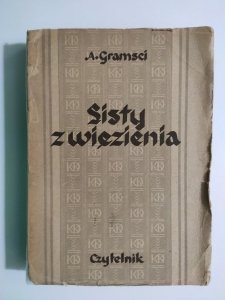 A. Gramsci
Listy
z więzienia
Czytelnik